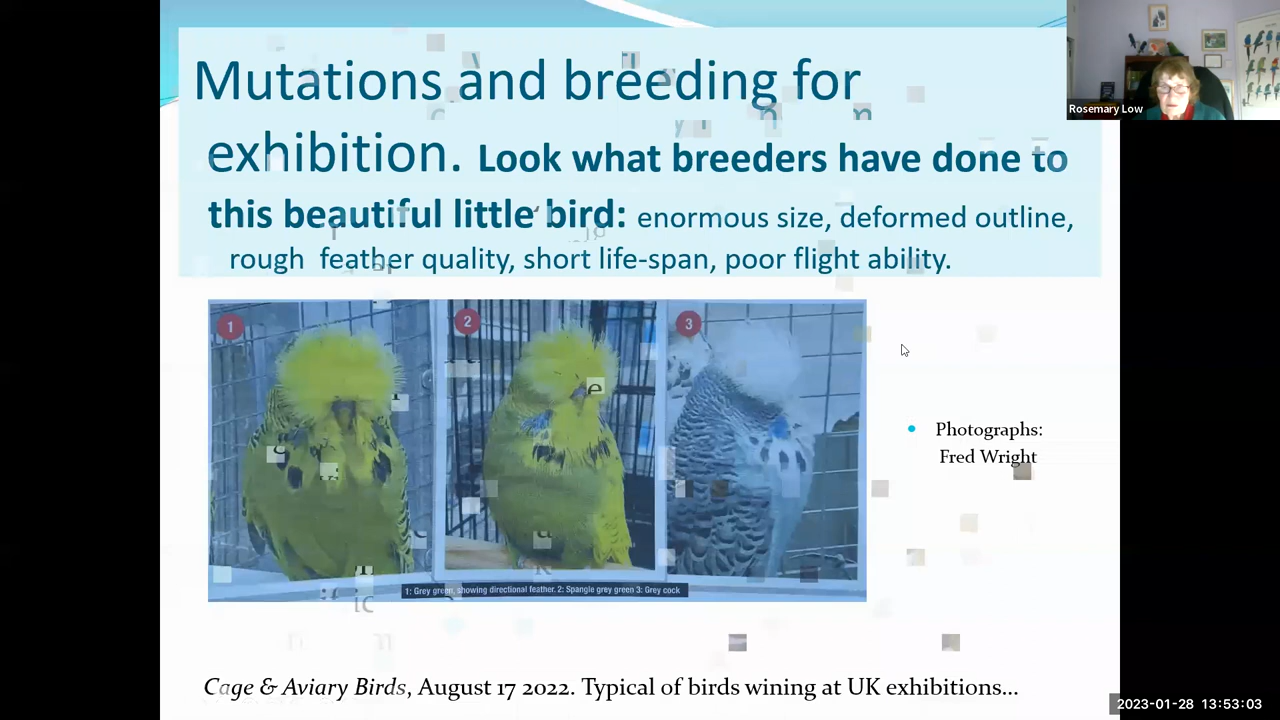 Mutations and breeding for
exhibition. Look what breeders have done to
this beautiful little bird: enormous size, deformed outline,
rough feather quality, short life-span, poor flight ability.
Rosemary Low
1
2
3
Photographs:
Fred Wright
1: Grey green, showing directional feather. 2: Spangle grey green 3: Grey cock
Cage & Aviary Birds, August 17 2022. Typical of birds wining at UK exhibitions...
2023-01-28 13:53:03